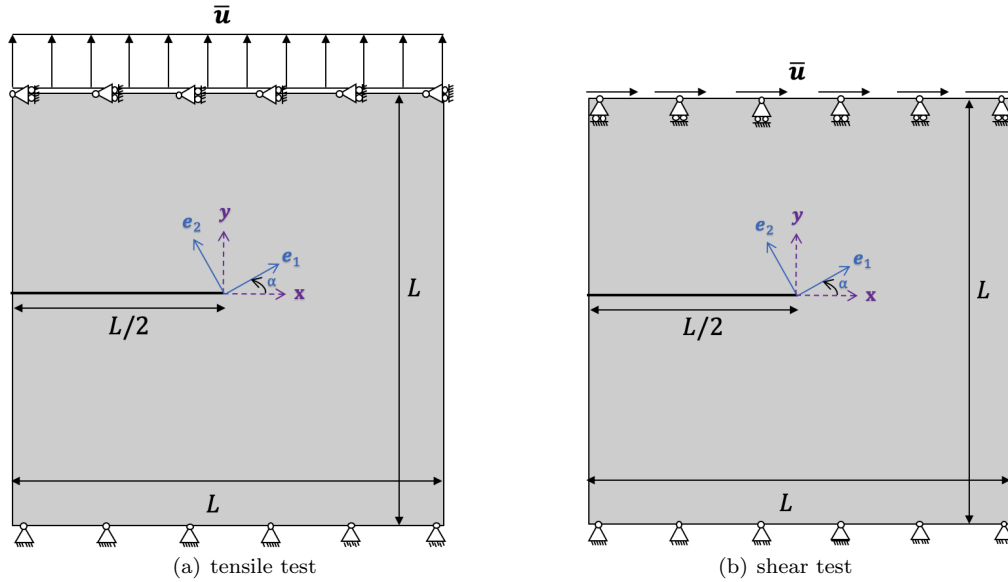 ū
e₂
y
e₁
α
x
L/2
L
L
(a) tensile test
ū
e₂
y
e₁
α
x
L/2
L
L
(b) shear test